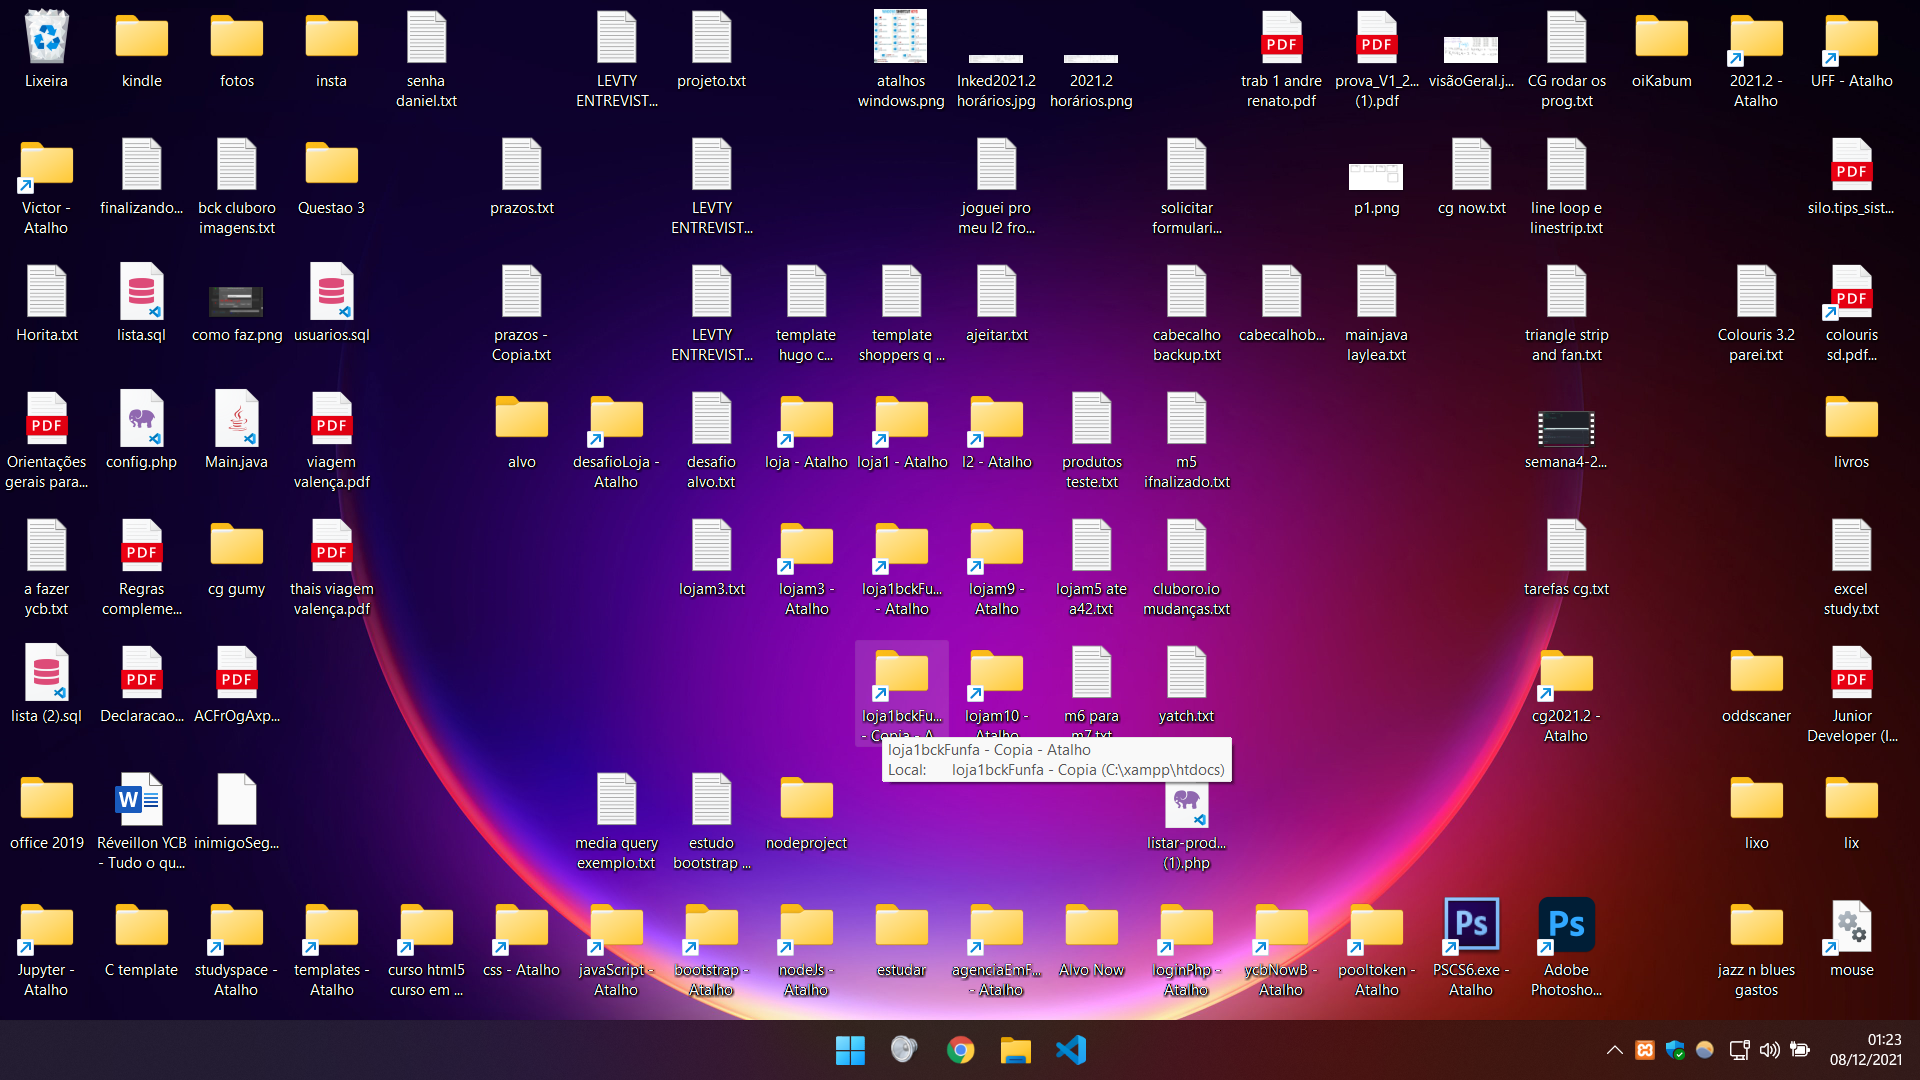 Lixeira
kindle
fotos
insta
senha
daniel.txt
LEVTY
ENTREVIST...
projeto.txt
atalhos
windows.png
Inked2021.2
horários.jpg
2021.2
horários.png
PDF
trab 1 andre
renato.pdf
PDF
prova_V1_2...
(1).pdf
visãoGeral.j...
CG rodar os
prog.txt
oiKabum
2021.2 -
Atalho
UFF - Atalho
Victor -
Atalho
finalizando...
bck cluboro
imagens.txt
Questao 3
prazos.txt
LEVTY
ENTREVIST...
joguei pro
meu l2 fro...
solicitar
formulari...
p1.png
cg now.txt
line loop e
linestrip.txt
PDF
silo.tips_sist...
Horita.txt
lista.sql
como faz.png
usuarios.sql
prazos -
Copia.txt
LEVTY
ENTREVIST...
template
hugo c...
template
shoppers q ...
ajeitar.txt
cabecalho
backup.txt
cabecalhob...
main.java
laylea.txt
triangle strip
and fan.txt
Colouris 3.2
parei.txt
PDF
colouris
sd.pdf...
PDF
Orientações
gerais para...
config.php
Main.java
PDF
viagem
valença.pdf
alvo
desafioLoja -
Atalho
desafio
alvo.txt
loja - Atalho
loja1 - Atalho
l2 - Atalho
produtos
teste.txt
m5
ifnalizado.txt
semana4-2...
livros
a fazer
ycb.txt
PDF
Regras
compleme...
cg gumy
PDF
thais viagem
valença.pdf
lojam3.txt
lojam3 -
Atalho
loja1bckFu...
- Atalho
lojam9 -
Atalho
lojam5 ate
a42.txt
cluboro.io
mudanças.txt
tarefas cg.txt
excel
study.txt
lista (2).sql
PDF
Declaracao...
PDF
ACFrOgAxp...
loja1bckFu...
- Copia - A...
lojam10 -
Atalho
m6 para
m7.txt
yatch.txt
cg2021.2 -
Atalho
oddscaner
PDF
Junior
Developer (I...
loja1bckFunfa - Copia - Atalho
Local: loja1bckFunfa - Copia (C:\xampp\htdocs)
office 2019
W
Réveillon YCB
- Tudo o qu...
inimigoSeg...
media query
exemplo.txt
estudo
bootstrap ...
nodeproject
listar-prod...
(1).php
lixo
lix
Jupyter -
Atalho
C template
studyspace -
Atalho
templates -
Atalho
curso html5
curso em ...
css - Atalho
javaScript -
Atalho
bootstrap -
Atalho
nodeJs -
Atalho
estudar
agenciaEmF...
- Atalho
Alvo Now
loginPhp -
Atalho
ycbNowB -
Atalho
pooltoken -
Atalho
Ps
PSCS6.exe -
Atalho
Ps
Adobe
Photosho...
jazz n blues
gastos
mouse
01:23
08/12/2021